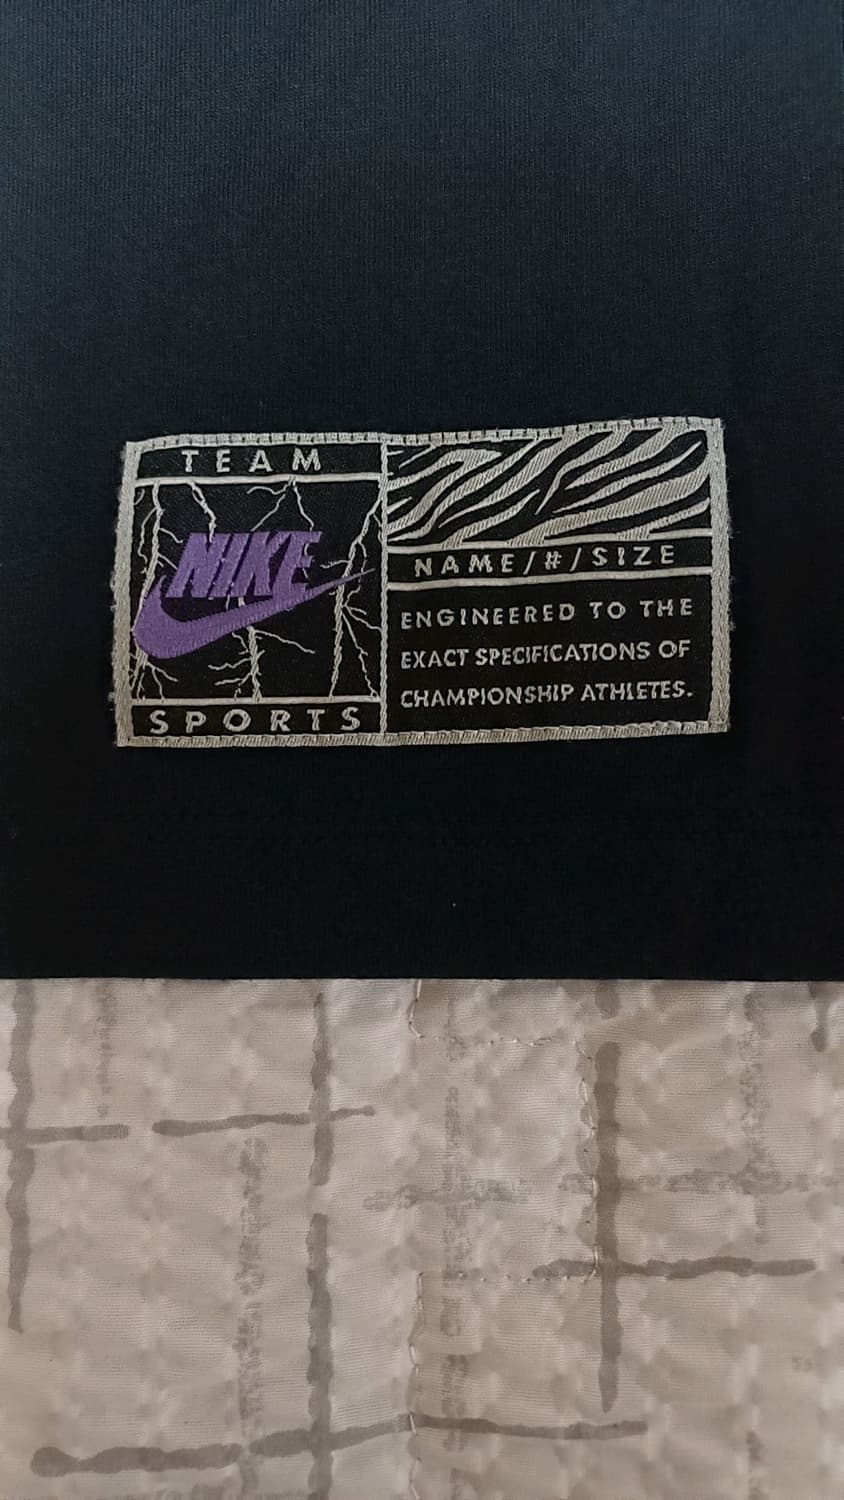 TEAM
NIKE
SPORTS
NAME/#/SIZE
ENGINEERED TO THE
EXACT SPECIFICATIONS OF
CHAMPIONSHIP ATHLETES.